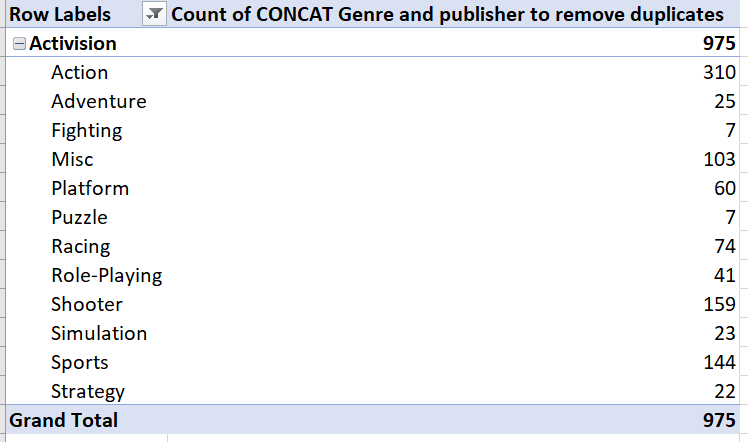 Row Labels Count of CONCAT Genre and publisher to remove duplicates
Activision 975
Action 310
Adventure 25
Fighting 7
Misc 103
Platform 60
Puzzle 7
Racing 74
Role-Playing 41
Shooter 159
Simulation 23
Sports 144
Strategy 22
Grand Total 975